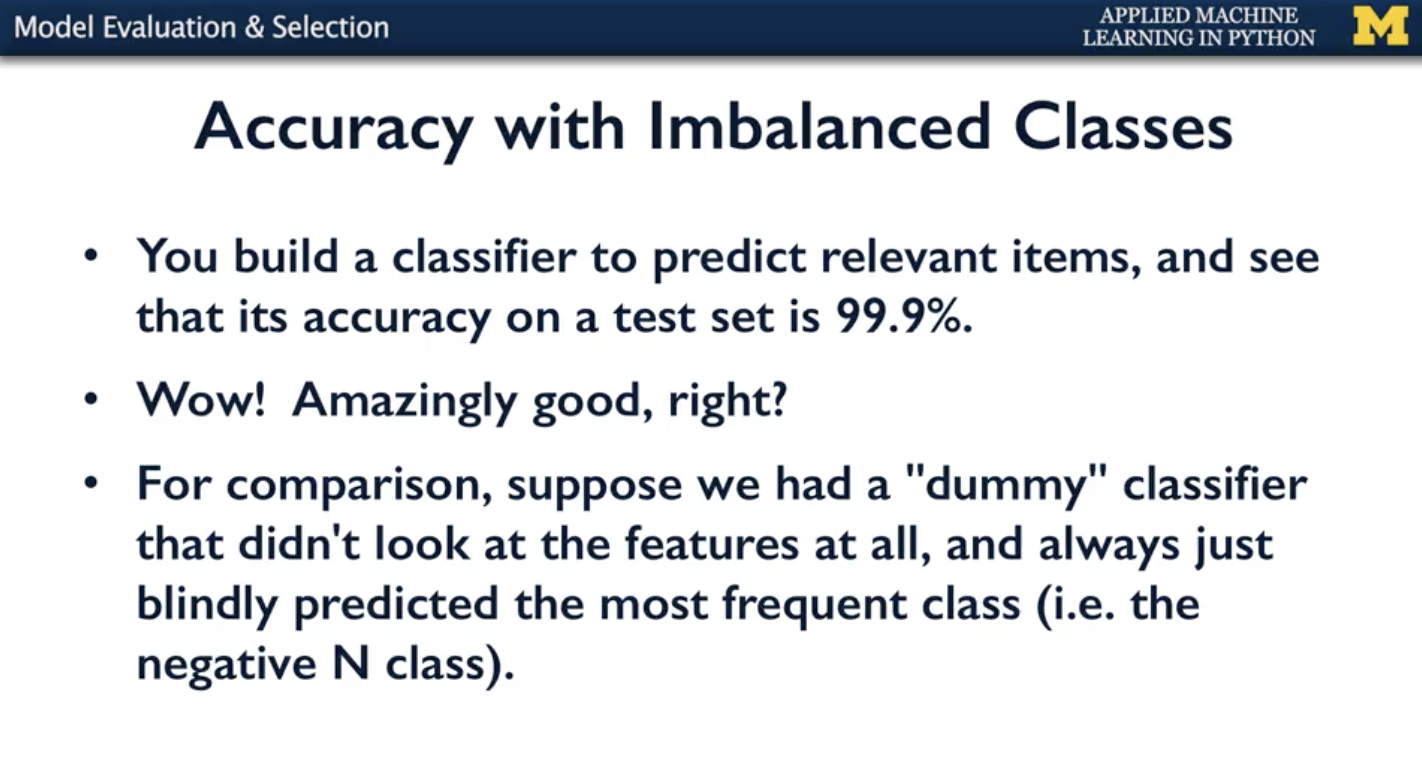 Model Evaluation & Selection
APPLIED MACHINE
LEARNING IN PYTHON
M
Accuracy with Imbalanced Classes
• You build a classifier to predict relevant items, and see
that its accuracy on a test set is 99.9%.
• Wow!  Amazingly good, right?
• For comparison, suppose we had a "dummy" classifier
that didn't look at the features at all, and always just
blindly predicted the most frequent class (i.e. the
negative N class).